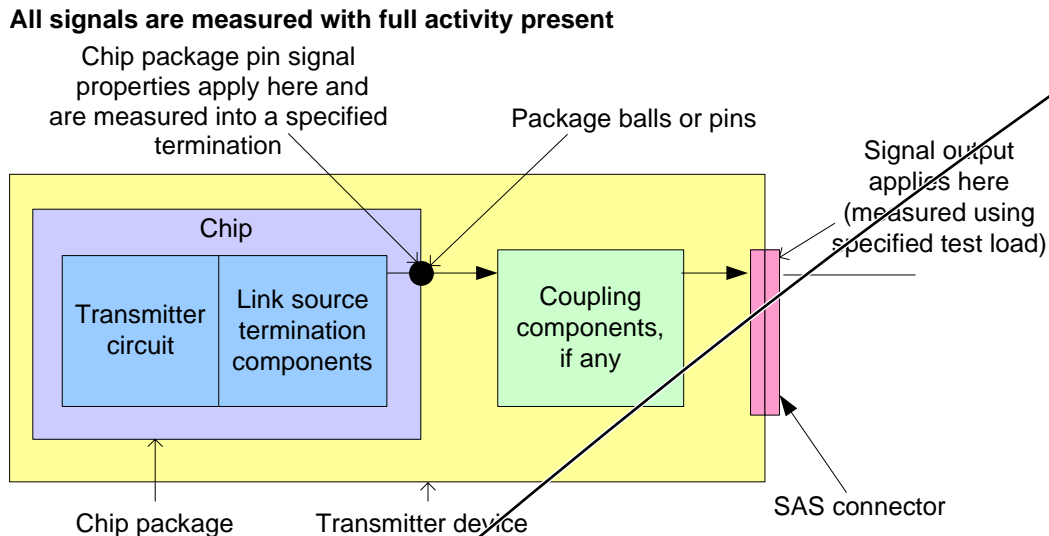 All signals are measured with full activity present
Chip package pin signal
properties apply here and
are measured into a specified
termination
Package balls or pins
Signal output
applies here
(measured using
specified test load)
Chip
Transmitter
circuit
Link source
termination
components
Coupling
components,
if any
SAS connector
Chip package
Transmitter device